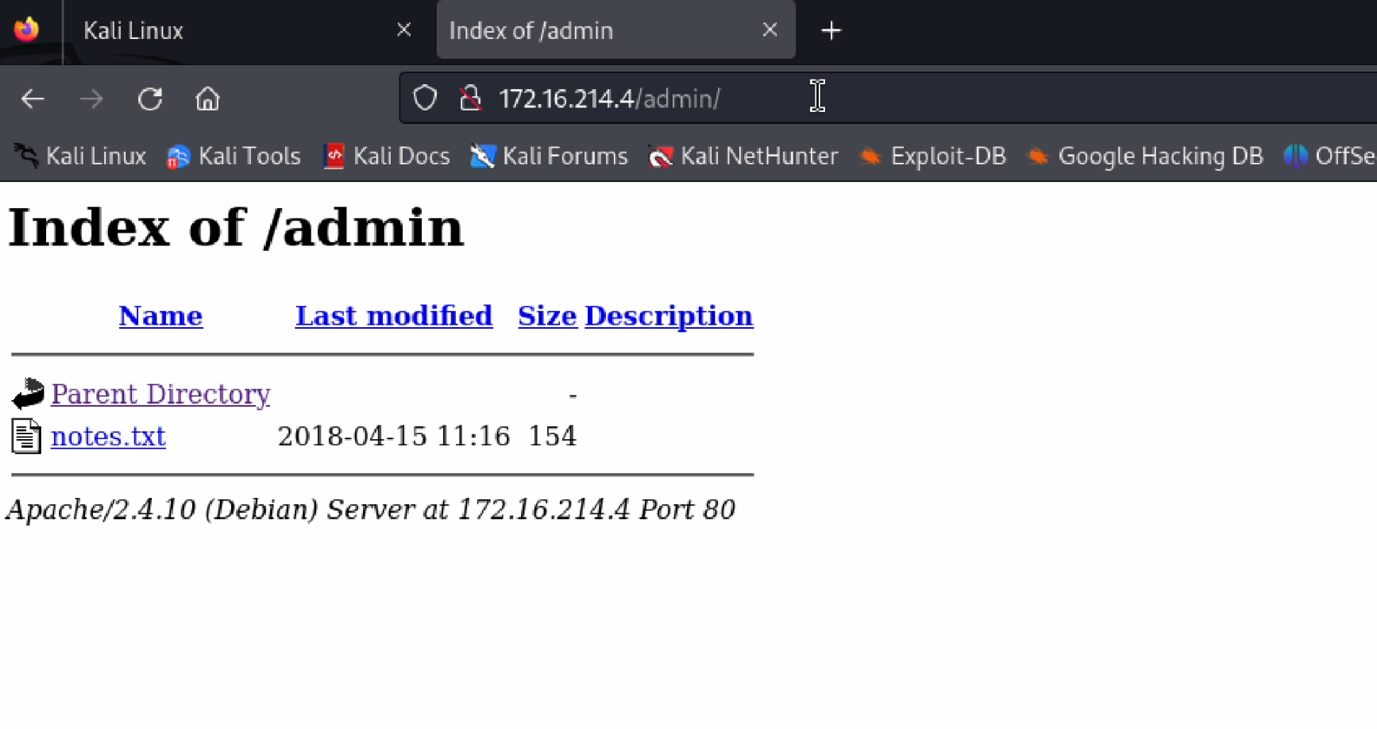 Kali Linux
Index of /admin
172.16.214.4/admin/
Kali Linux Kali Tools Kali Docs Kali Forums Kali NetHunter Exploit-DB Google Hacking DB OffSe
Index of /admin
Name Last modified Size Description
Parent Directory -
notes.txt 2018-04-15 11:16 154
Apache/2.4.10 (Debian) Server at 172.16.214.4 Port 80